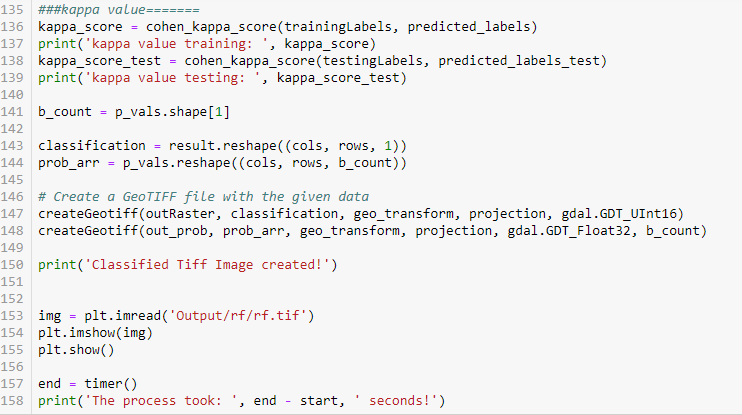 135 ###kappa value=======
136 kappa_score = cohen_kappa_score(trainingLabels, predicted_labels)
137 print('kappa value training: ', kappa_score)
138 kappa_score_test = cohen_kappa_score(testingLabels, predicted_labels_test)
139 print('kappa value testing: ', kappa_score_test)
140
141 b_count = p_vals.shape[1]
142
143 classification = result.reshape((cols, rows, 1))
144 prob_arr = p_vals.reshape((cols, rows, b_count))
145
146 # Create a GeoTIFF file with the given data
147 createGeotiff(outRaster, classification, geo_transform, projection, gdal.GDT_UInt16)
148 createGeotiff(out_prob, prob_arr, geo_transform, projection, gdal.GDT_Float32, b_count)
149
150 print('Classified Tiff Image created!')
151
152
153 img = plt.imread('Output/rf/rf.tif')
154 plt.imshow(img)
155 plt.show()
156
157 end = timer()
158 print('The process took: ', end - start, ' seconds!')